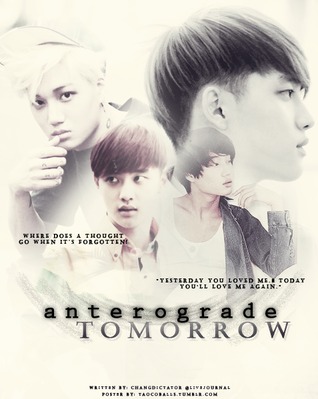 WHERE DOES A THOUGHT
GO WHEN IT'S FORGOTTEN?
"YESTERDAY YOU LOVED ME & TODAY
YOU'LL LOVE ME AGAIN."
anterograde
TOMORROW
WRITTEN BY: CHANGDICTATOR @LIVEJOURNAL
POSTER BY: TAOCOBALLS.TUMBLR.COM